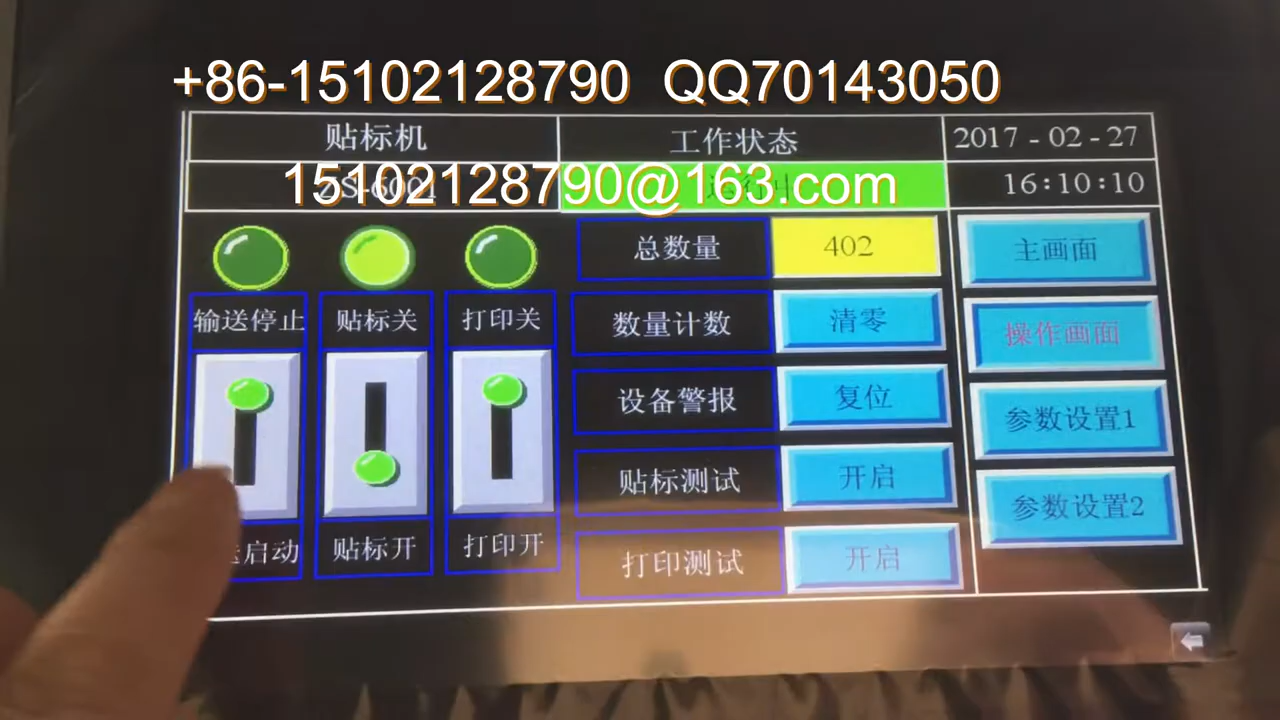 +86-15102128790 QQ70143050
贴标机 工作状态 2017-02-27
15102128790@163.com
16:10:10
总数量 402 主画面
输送停止 贴标关 打印关
数量计数 清零 操作画面
设备警报 复位 参数设置1
贴标测试 开启 参数设置2
启动 贴标开 打印开
打印测试 开启